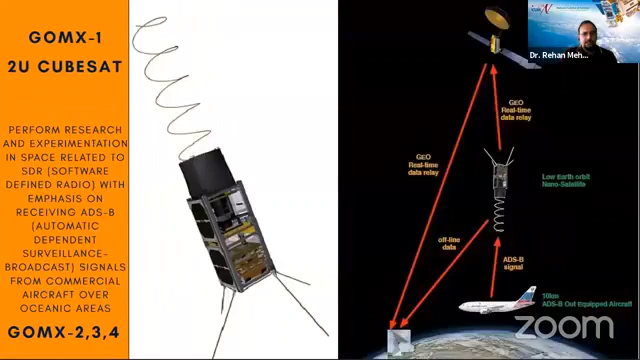 GOMX-1
2U CUBESAT
PERFORM RESEARCH
AND EXPERIMENTATION
IN SPACE RELATED TO
SDR (SOFTWARE
DEFINED RADIO) WITH
EMPHASIS ON
RECEIVING ADS-B
(AUTOMATIC
DEPENDENT
SURVEILLANCE-
BROADCAST) SIGNALS
FROM COMMERCIAL
AIRCRAFT OVER
OCEANIC AREAS
GOMX-2,3,4
GEO
Real-time
data relay
GEO
Real-time
data relay
Low Earth orbit
Nano-Satellite
off-line
data
ADS-B
signal
10km
ADS-B Out Equipped Aircraft
Dr. Rehan Meh...
zoom